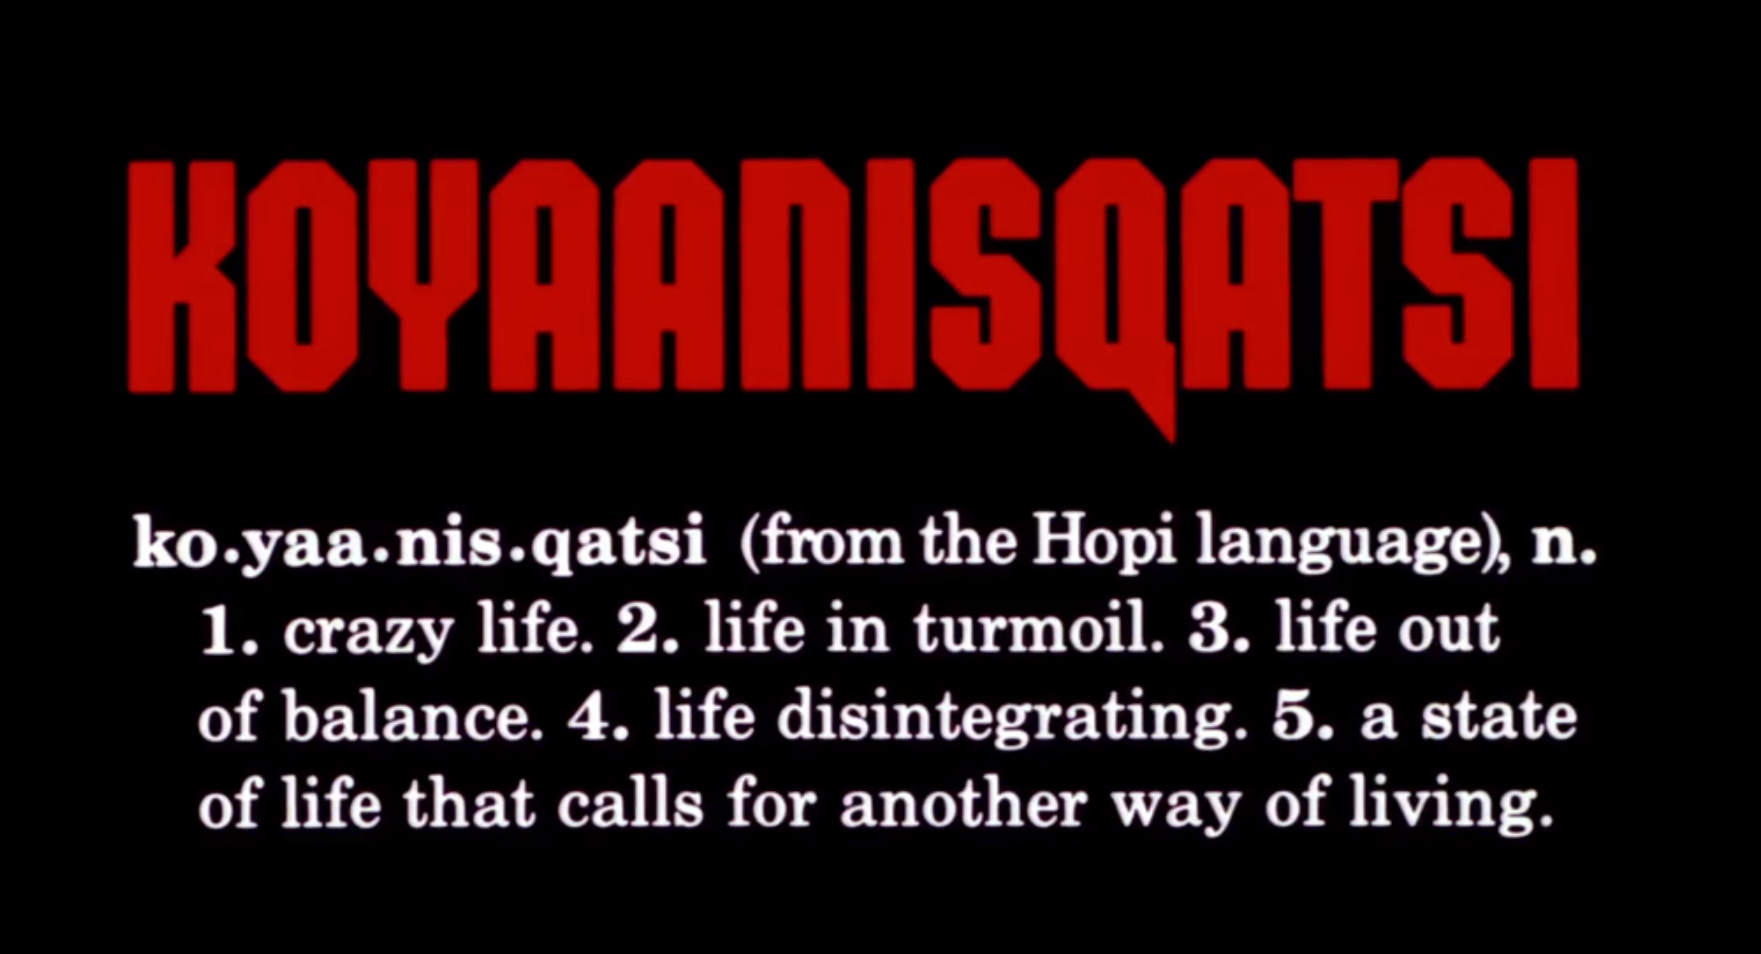 KOYAANISQATSI
ko.yaa.nis.qatsi (from the Hopi language), n.
1. crazy life. 2. life in turmoil. 3. life out
of balance. 4. life disintegrating. 5. a state
of life that calls for another way of living.